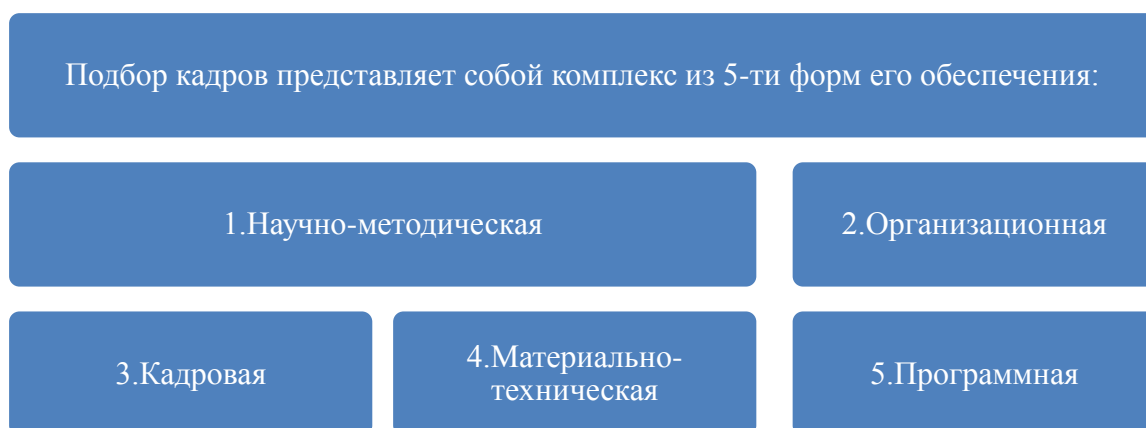 Подбор кадров представляет собой комплекс из 5-ти форм его обеспечения:
1.Научно-методическая
2.Организационная
3.Кадровая
4.Материально-
техническая
5.Программная